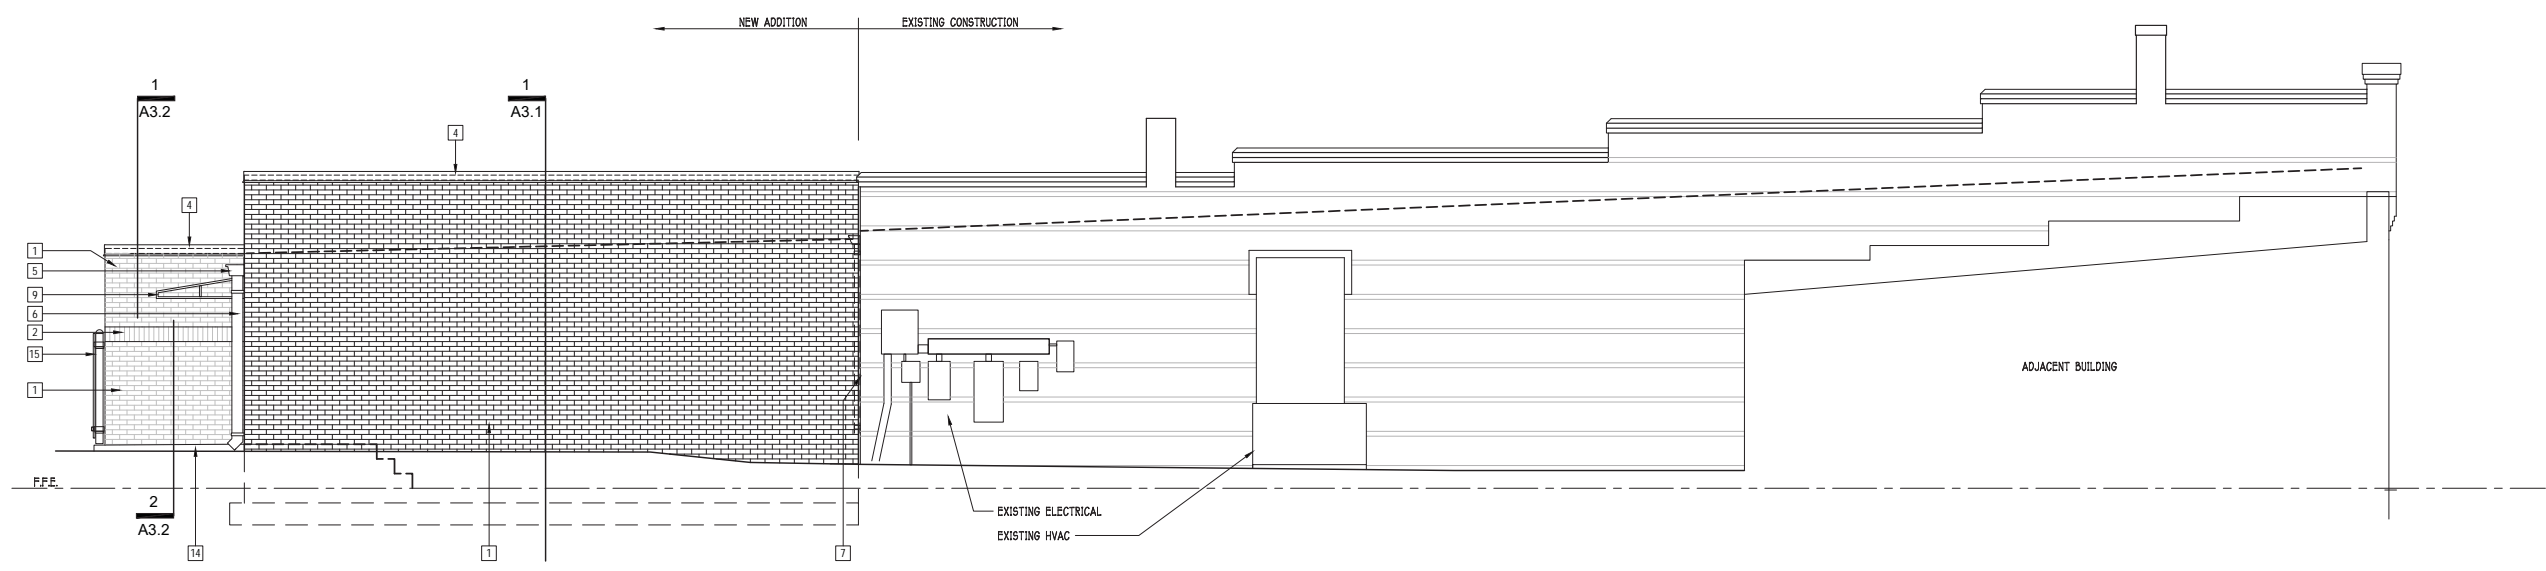 NEW ADDITION
EXISTING CONSTRUCTION
1
A3.2
1
A3.1
4
4
1
5
9
6
2
15
1
ADJACENT BUILDING
F.F.E.
2
A3.2
EXISTING ELECTRICAL
EXISTING HVAC
14
1
7